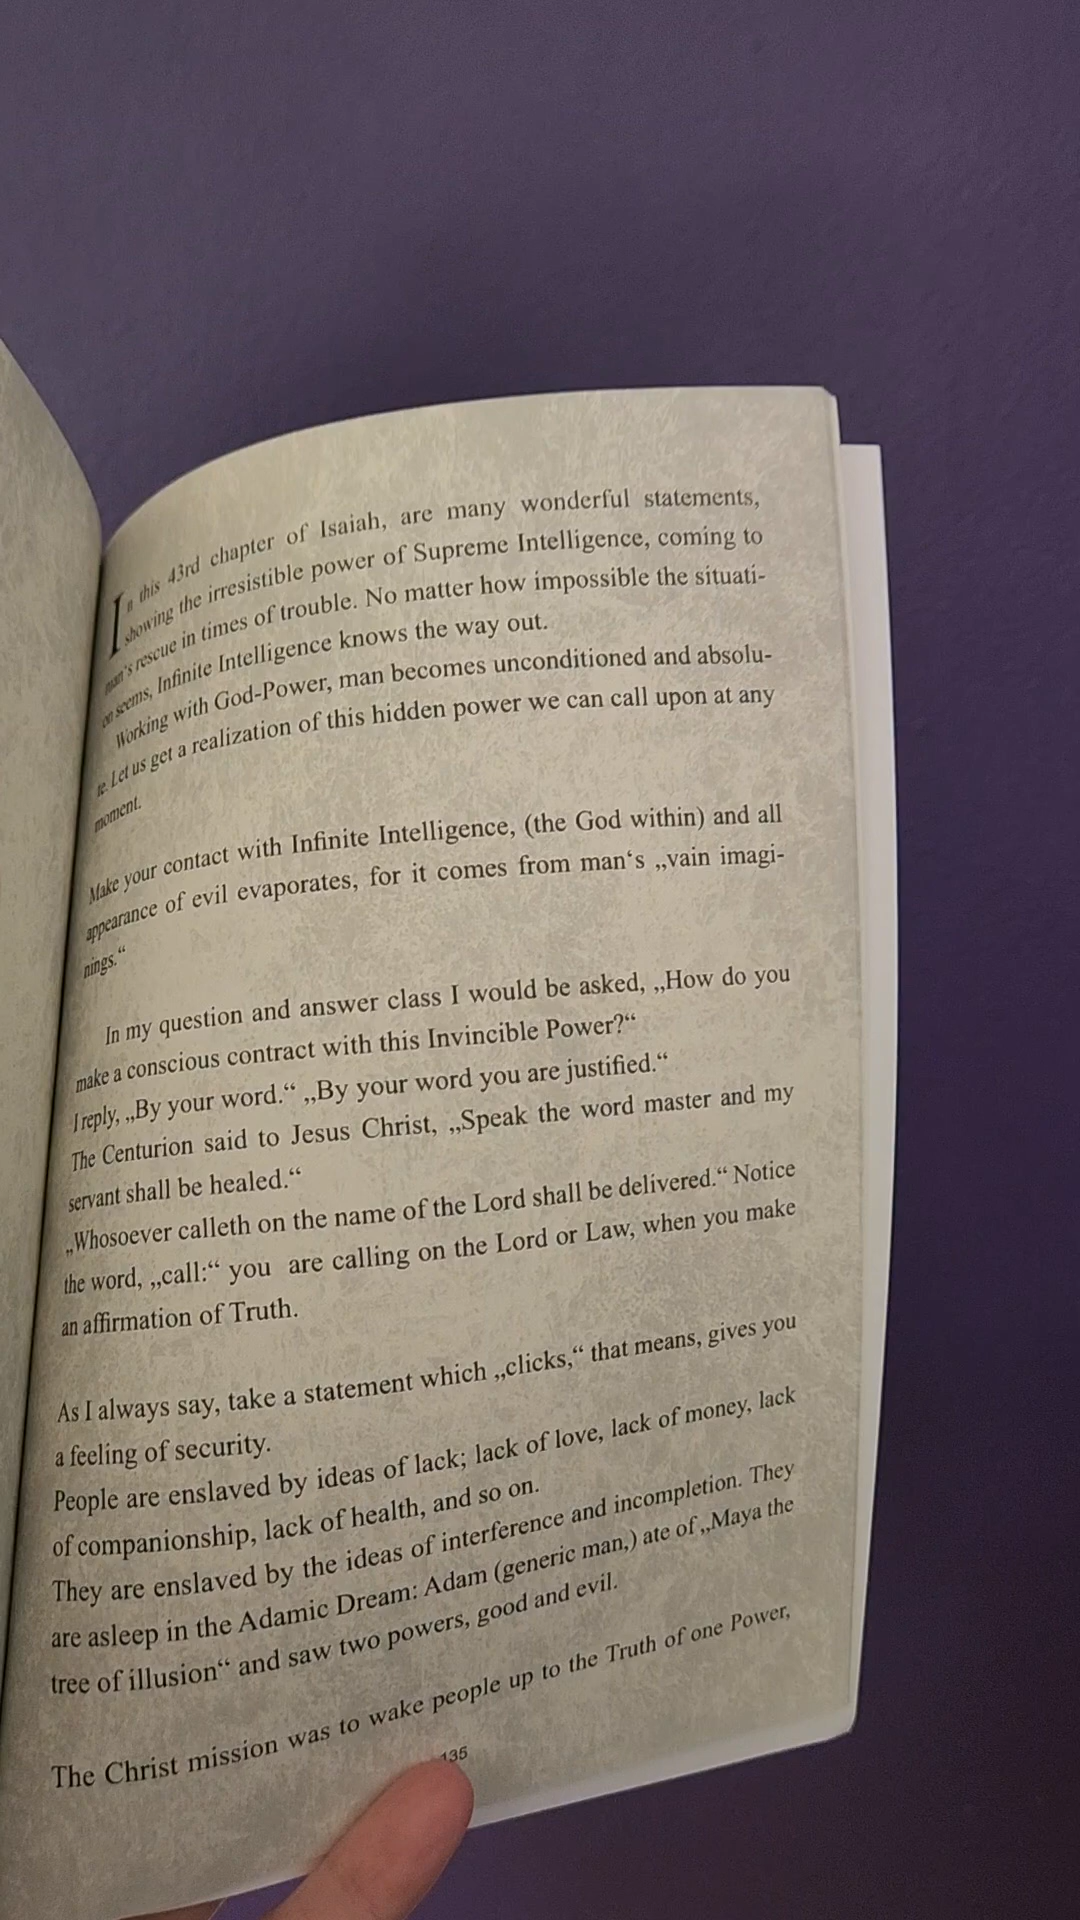 In this 43rd chapter of Isaiah, are many wonderful statements,
showing the irresistible power of Supreme Intelligence, coming to
man's rescue in times of trouble. No matter how impossible the situati-
on seems, Infinite Intelligence knows the way out.
Working with God-Power, man becomes unconditioned and absolu-
te. Let us get a realization of this hidden power we can call upon at any
moment.
Make your contact with Infinite Intelligence, (the God within) and all
appearance of evil evaporates, for it comes from man‘s „vain imagi-
nings.“
In my question and answer class I would be asked, „How do you
make a conscious contract with this Invincible Power?“
I reply, „By your word.“ „By your word you are justified.“
The Centurion said to Jesus Christ, „Speak the word master and my
servant shall be healed.“
„Whosoever calleth on the name of the Lord shall be delivered.“ Notice
the word, „call:“ you are calling on the Lord or Law, when you make
an affirmation of Truth.
As I always say, take a statement which „clicks,“ that means, gives you
a feeling of security.
People are enslaved by ideas of lack; lack of love, lack of money, lack
of companionship, lack of health, and so on.
They are enslaved by the ideas of interference and incompletion. They
are asleep in the Adamic Dream: Adam (generic man,) ate of „Maya the
tree of illusion“ and saw two powers, good and evil.
The Christ mission was to wake people up to the Truth of one Power,
135